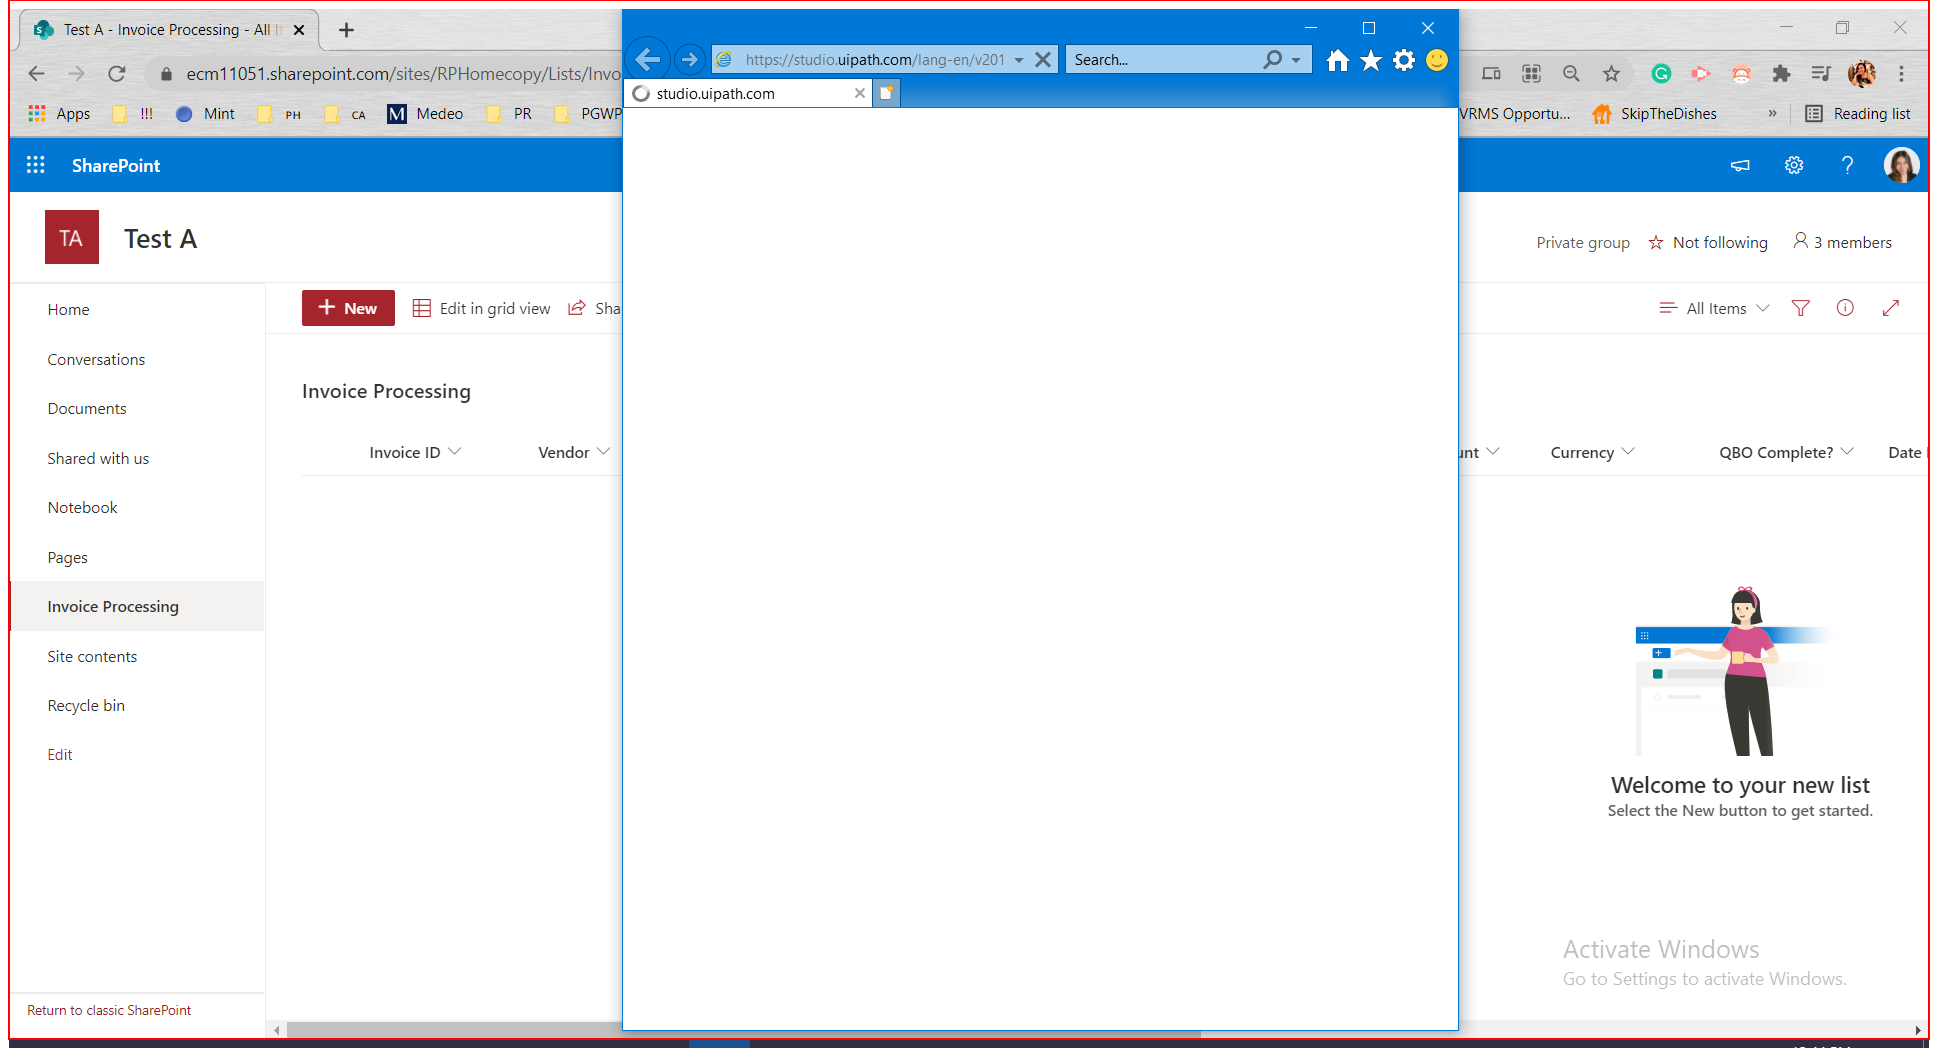 Test A - Invoice Processing - All It
ecm11051.sharepoint.com/sites/RPHomecopy/Lists/Invo
Apps !!! Mint PH CA Medeo PR PGWP
https://studio.uipath.com/lang-en/v201
Search...
studio.uipath.com
VRMS Opportu... SkipTheDishes » Reading list
SharePoint
TA
Test A
Private group Not following 3 members
Home
Conversations
Documents
Shared with us
Notebook
Pages
Invoice Processing
Site contents
Recycle bin
Edit
Return to classic SharePoint
+ New Edit in grid view Sha
All Items
Invoice Processing
Invoice ID Vendor unt Currency QBO Complete? Date
Welcome to your new list
Select the New button to get started.
Activate Windows
Go to Settings to activate Windows.